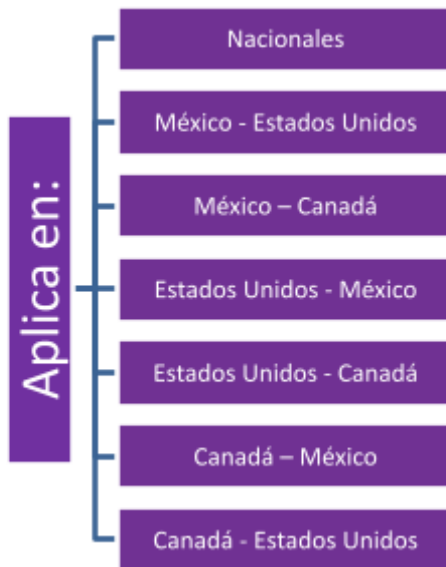 Aplica en:
Nacionales
México - Estados Unidos
México – Canadá
Estados Unidos - México
Estados Unidos - Canadá
Canadá – México
Canadá - Estados Unidos